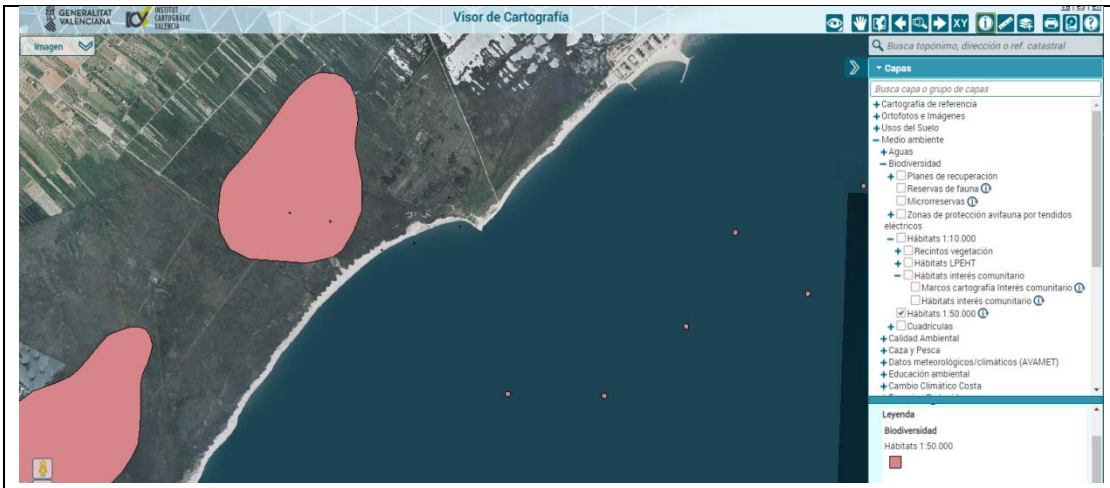 GENERALITAT
VALENCIANA
INSTITUT
CARTOGRÀFIC
VALENCIÀ
Visor de Cartografía
XY
Imagen
Busca topónimo, dirección o ref. catastral
Capas
Busca capa o grupo de capas
Cartografía de referencia
Ortofotos e Imágenes
Usos del Suelo
Medio ambiente
Aguas
Biodiversidad
Planes de recuperación
Reservas de fauna
Microrreservas
Zonas de protección avifauna por tendidos
eléctricos
Hábitats 1:10.000
Recintos vegetación
Hábitats LPEHT
Hábitats interés comunitario
Marcos cartografía Interés comunitario
Hábitats interés comunitario
Hábitats 1:50.000
Cuadrículas
Calidad Ambiental
Caza y Pesca
Datos meteorológicos/climáticos (AVAMET)
Educación ambiental
Cambio Climático Costa
Leyenda
Biodiversidad
Hábitats 1:50.000